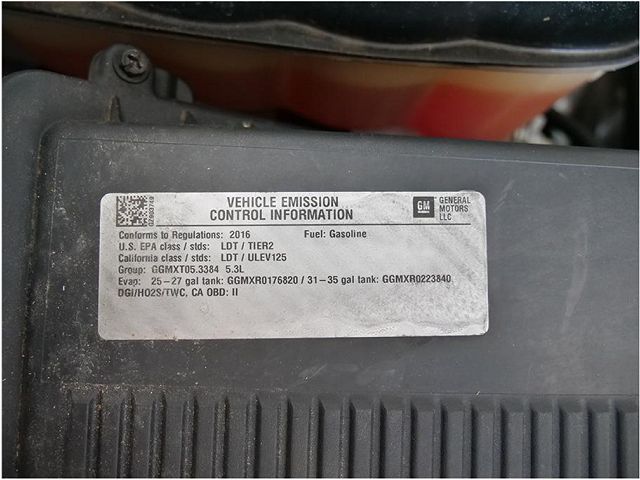 VEHICLE EMISSION
CONTROL INFORMATION
GM
GENERAL
MOTORS
LLC
Conforms to Regulations: 2016 Fuel: Gasoline
U.S. EPA class / stds: LDT / TIER2
California class / stds: LDT / ULEV125
Group: GGMXT05.3384 5.3L
Evap: 25-27 gal tank: GGMXR0176820 / 31-35 gal tank: GGMXR0223840
DGI/HO2S/TWC, CA OBD: II